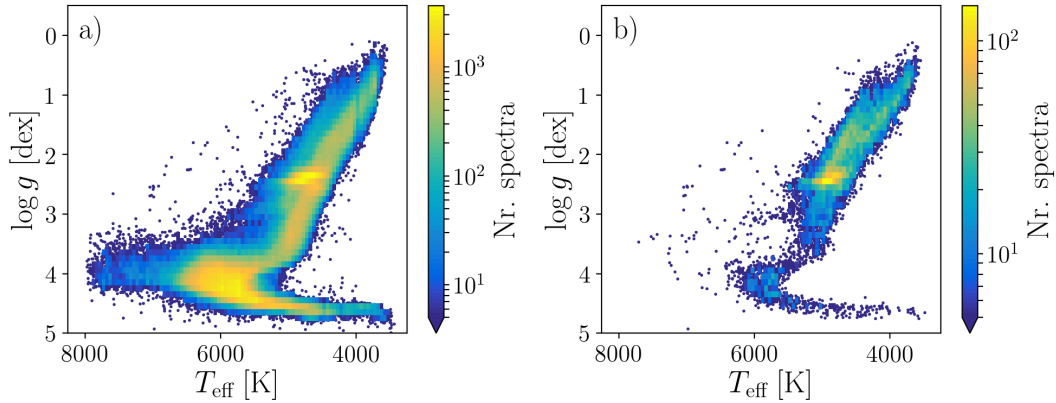 a)
0
1
2
3
4
5
log g [dex]
8000 6000 4000
T_eff [K]
10^3
10^2
10^1
Nr. spectra
b)
0
1
2
3
4
5
log g [dex]
8000 6000 4000
T_eff [K]
10^2
10^1
Nr. spectra